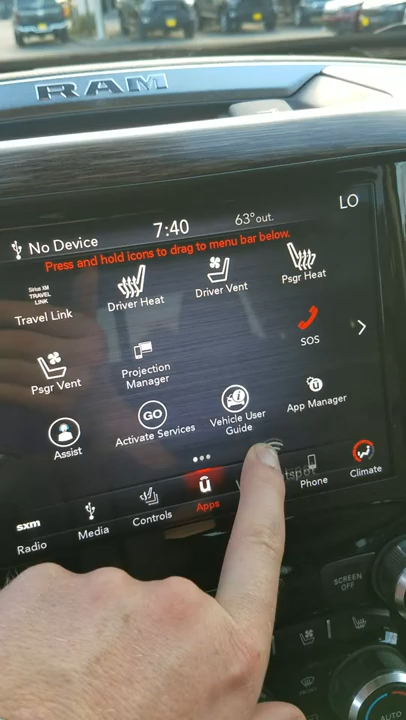 RAM
LO
No Device
7:40
63°out.
Press and hold icons to drag to menu bar below.
Sirius XM
TRAVEL
LINK
Travel Link
Driver Heat
Driver Vent
Psgr Heat
Psgr Vent
Projection
Manager
SOS
Assist
GO
Activate Services
Vehicle User
Guide
App Manager
sxm
Radio
Media
Controls
Apps
Phone
Climate
SCREEN
OFF
FRONT
AUTO